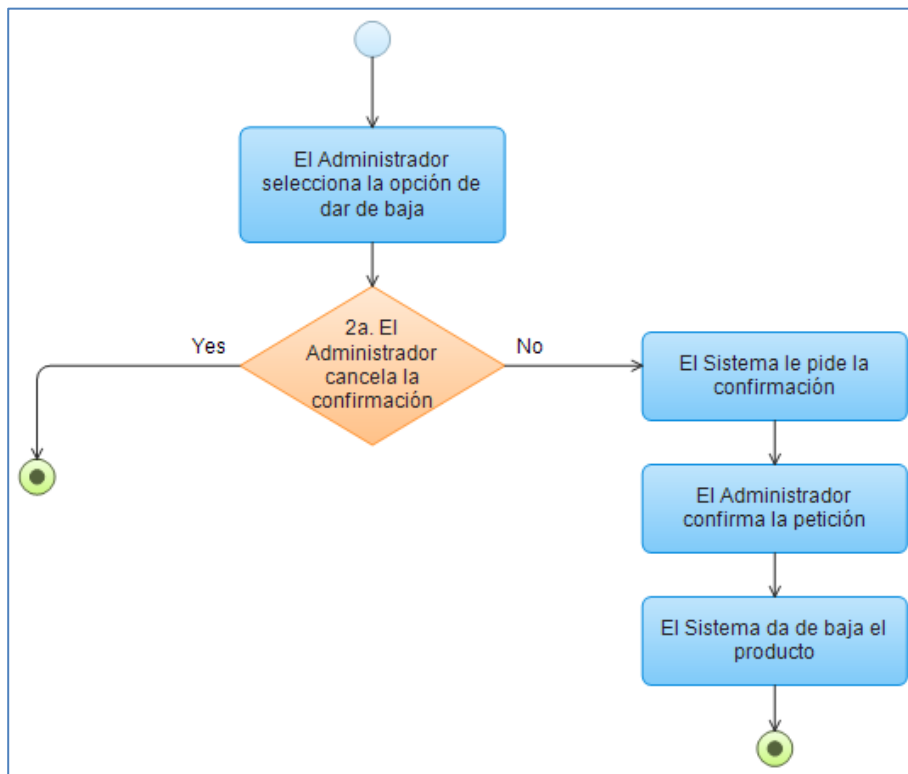 El Administrador
selecciona la opción de
dar de baja
2a. El
Administrador
cancela la
confirmación
Yes
No
El Sistema le pide la
confirmación
El Administrador
confirma la petición
El Sistema da de baja el
producto